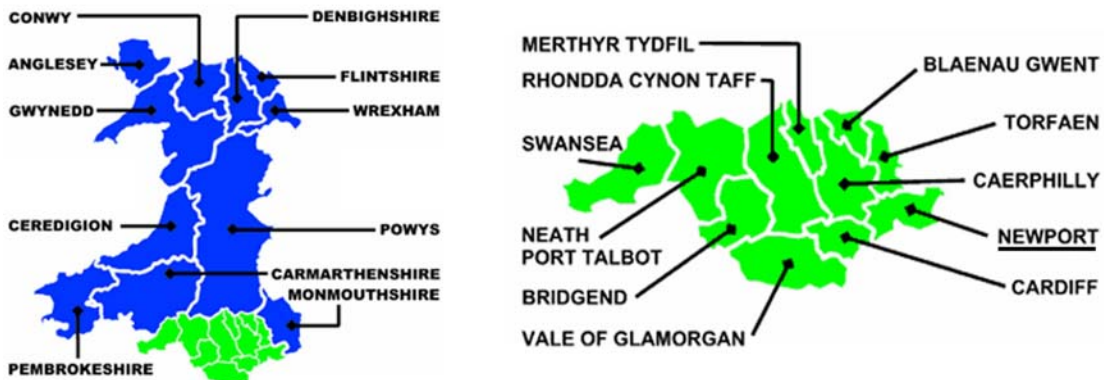 CONWY
DENBIGHSHIRE
ANGLESEY
FLINTSHIRE
GWYNEDD
WREXHAM
CEREDIGION
POWYS
CARMARTHENSHIRE
MONMOUTHSHIRE
PEMBROKESHIRE
MERTHYR TYDFIL
BLAENAU GWENT
RHONDDA CYNON TAFF
TORFAEN
SWANSEA
CAERPHILLY
NEATH
PORT TALBOT
NEWPORT
BRIDGEND
CARDIFF
VALE OF GLAMORGAN